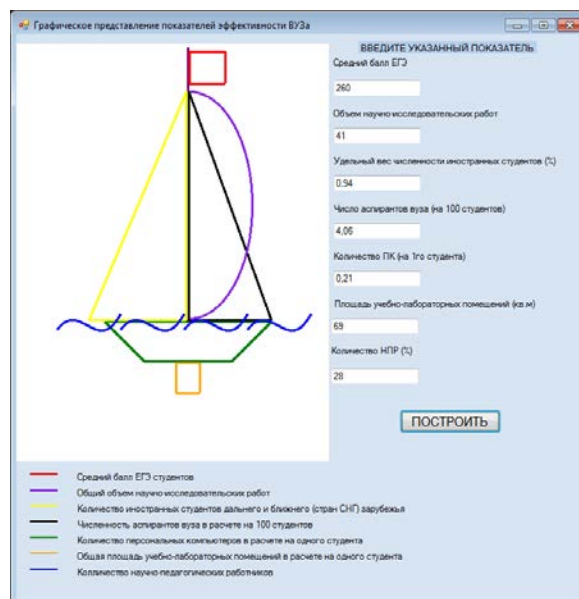 Графическое представление показателей эффективности ВУЗа
ВВЕДИТЕ УКАЗАННЫЙ ПОКАЗАТЕЛЬ
Средний балл ЕГЭ
260
Объем научно исследовательских работ
41
Удельный вес численности иностранных студентов (%)
0,94
Число аспирантов вуза (на 100 студентов)
4,06
Количество ПК (на 1го студента)
0,21
Площадь учебно-лабораторных помещений (кв.м)
69
Количество НПР (%)
28
ПОСТРОИТЬ
Средний балл ЕГЭ студентов
Общий объем научно-исследовательских работ
Количество иностранных студентов дальнего и ближнего (стран СНГ) зарубежья
Численность аспирантов вуза в расчете на 100 студентов
Количество персональных компьютеров в расчете на одного студента
Общая площадь учебно-лабораторных помещений в расчете на одного студента
Колличество научно-педагогических работников